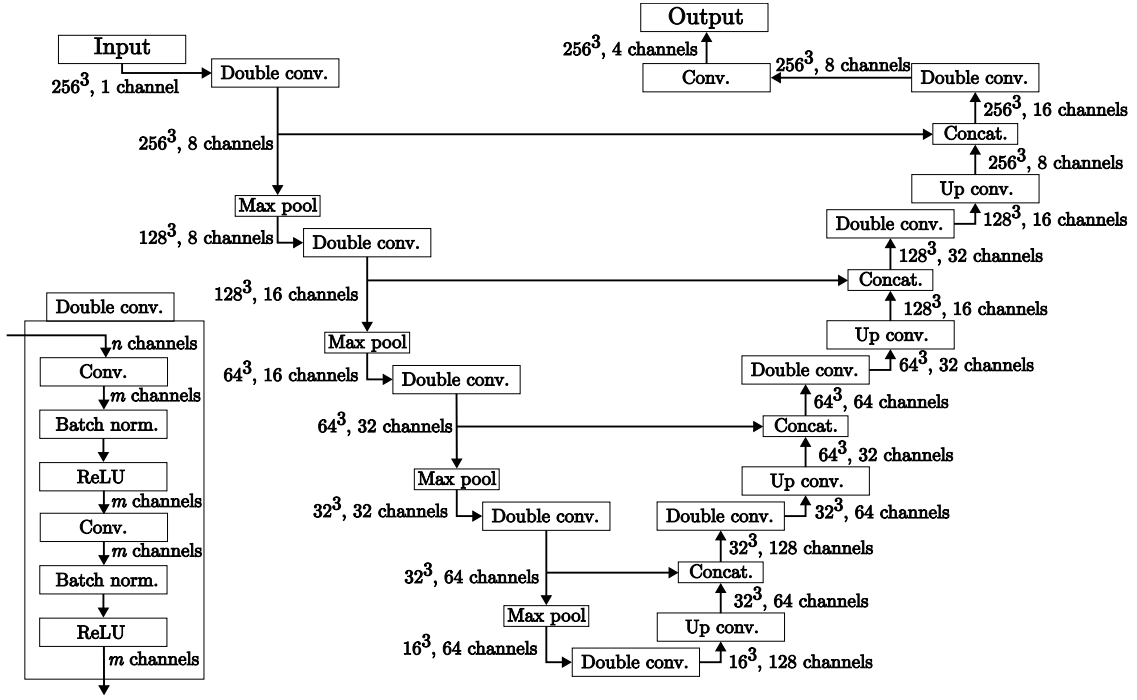 Input
256³, 1 channel
Double conv.
256³, 8 channels
Max pool
128³, 8 channels
Double conv.
128³, 16 channels
Max pool
64³, 16 channels
Double conv.
64³, 32 channels
Max pool
32³, 32 channels
Double conv.
32³, 64 channels
Max pool
16³, 64 channels
Double conv.
16³, 128 channels
Up conv.
32³, 64 channels
Concat.
32³, 128 channels
Double conv.
32³, 64 channels
Up conv.
64³, 32 channels
Concat.
64³, 64 channels
Double conv.
64³, 32 channels
Up conv.
128³, 16 channels
Concat.
128³, 32 channels
Double conv.
128³, 16 channels
Up conv.
256³, 8 channels
Concat.
256³, 16 channels
Double conv.
256³, 8 channels
Conv.
256³, 4 channels
Output
Double conv.
n channels
Conv.
m channels
Batch norm.
ReLU
m channels
Conv.
m channels
Batch norm.
ReLU
m channels